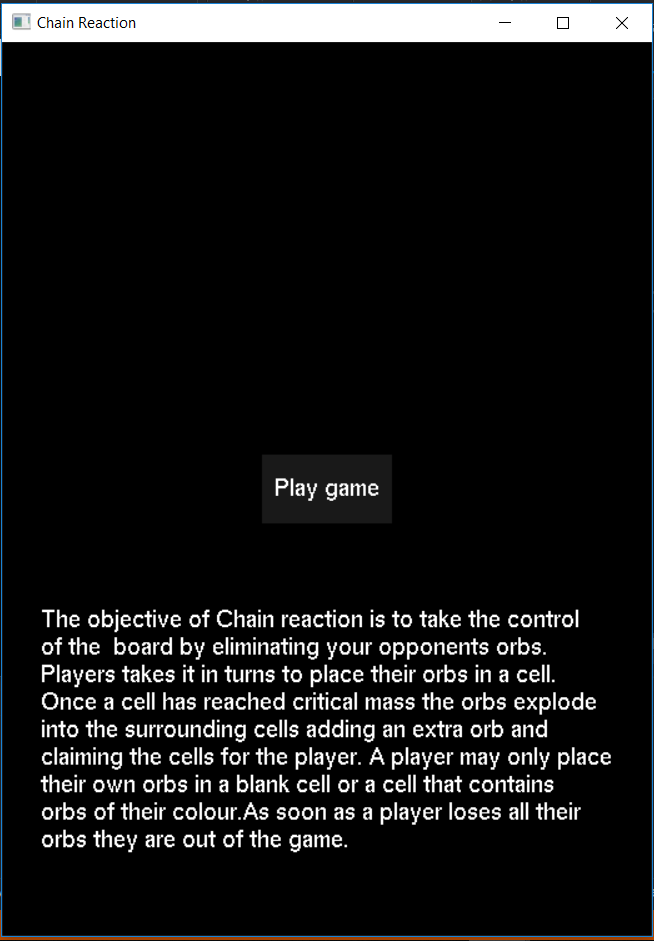 Chain Reaction
Play game
The objective of Chain reaction is to take the control
of the  board by eliminating your opponents orbs.
Players takes it in turns to place their orbs in a cell.
Once a cell has reached critical mass the orbs explode
into the surrounding cells adding an extra orb and
claiming the cells for the player. A player may only place
their own orbs in a blank cell or a cell that contains
orbs of their colour.As soon as a player loses all their
orbs they are out of the game.